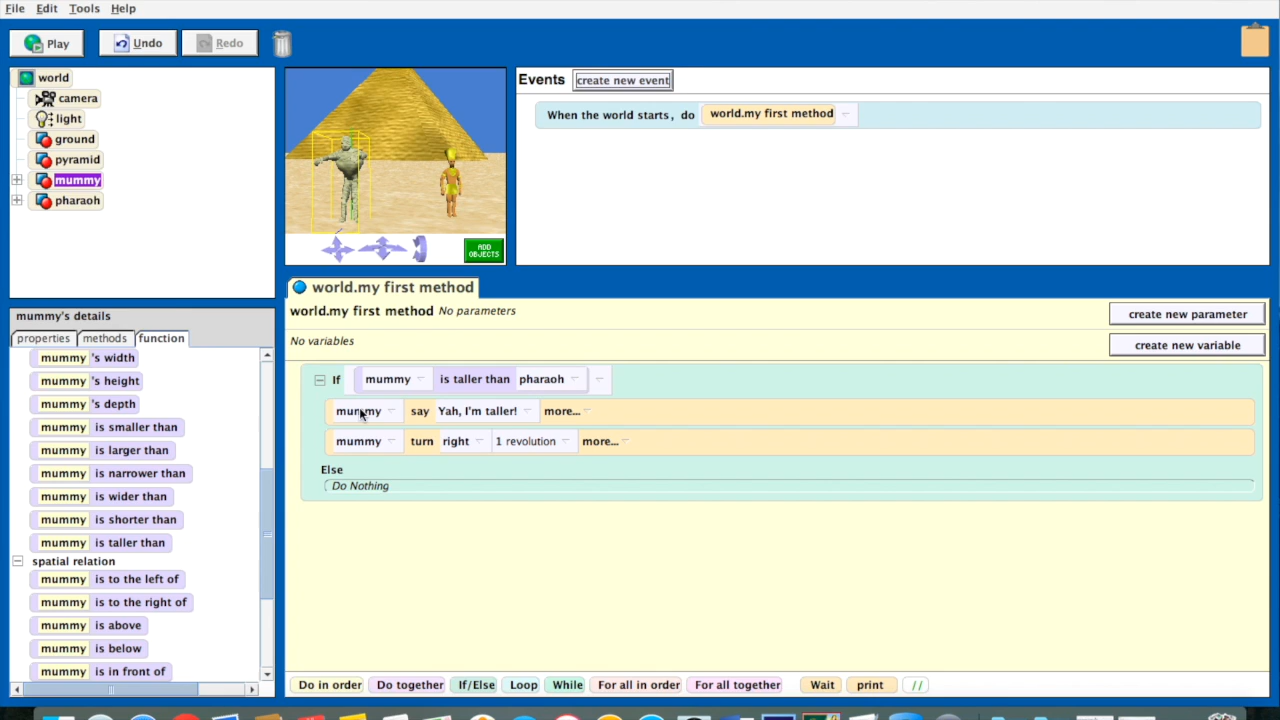 File Edit Tools Help
Play Undo Redo
world
camera
light
ground
pyramid
mummy
pharaoh
ADD OBJECTS
Events create new event
When the world starts, do world.my first method
mummy's details
properties methods function
mummy 's width
mummy 's height
mummy 's depth
mummy is smaller than
mummy is larger than
mummy is narrower than
mummy is wider than
mummy is shorter than
mummy is taller than
spatial relation
mummy is to the left of
mummy is to the right of
mummy is above
mummy is below
mummy is in front of
world.my first method
world.my first method No parameters
create new parameter
No variables
create new variable
If mummy is taller than pharaoh
mummy say Yah, I'm taller! more...
mummy turn right 1 revolution more...
Else
Do Nothing
Do in order Do together If/Else Loop While For all in order For all together Wait print //